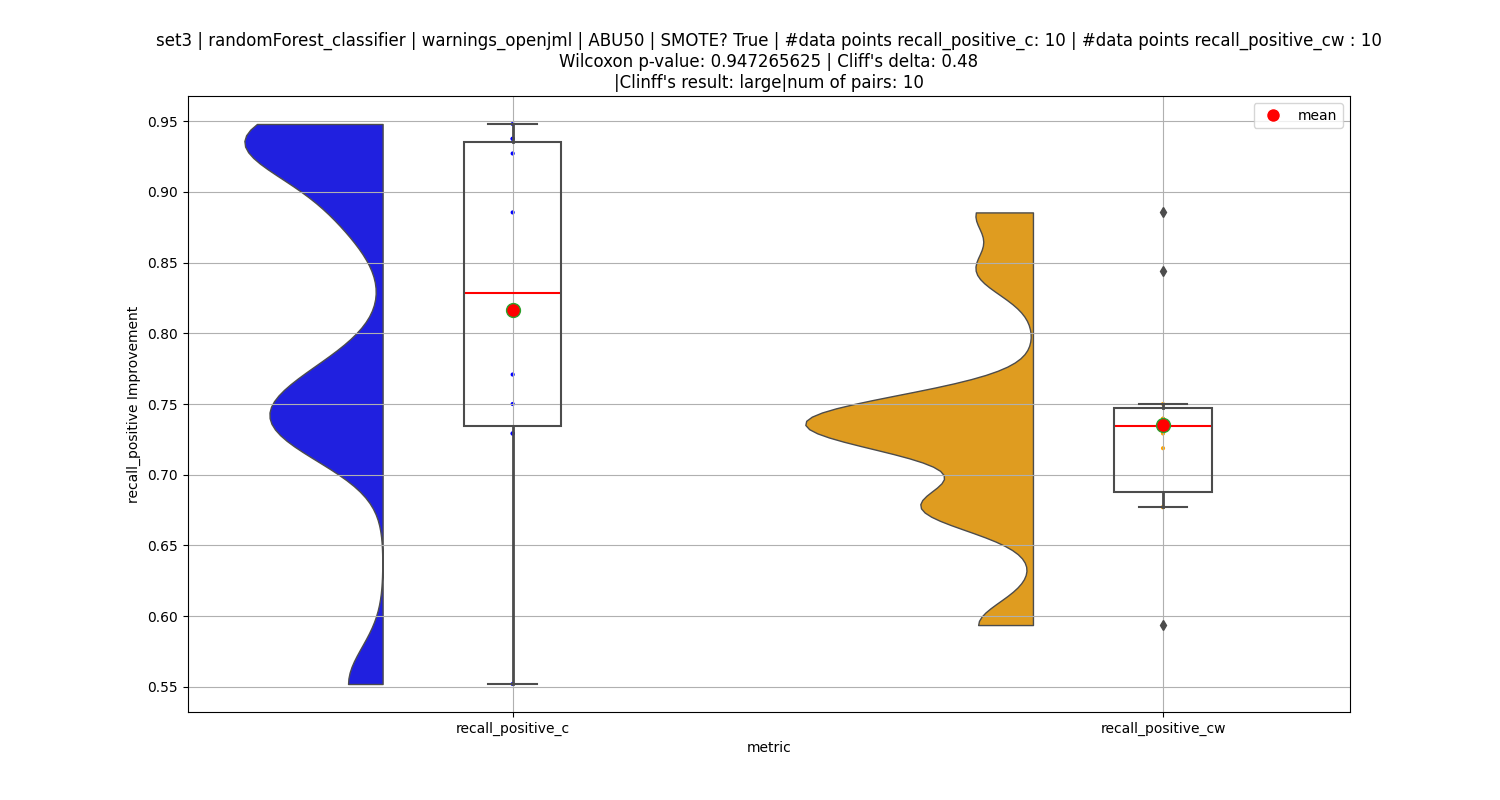 set3 | randomForest_classifier | warnings_openjml | ABU50 | SMOTE? True | #data points recall_positive_c: 10 | #data points recall_positive_cw : 10
Wilcoxon p-value: 0.947265625 | Cliff's delta: 0.48
|Clinff's result: large|num of pairs: 10
mean
0.95
0.90
0.85
0.80
0.75
0.70
0.65
0.60
0.55
recall_positive Improvement
recall_positive_c
recall_positive_cw
metric